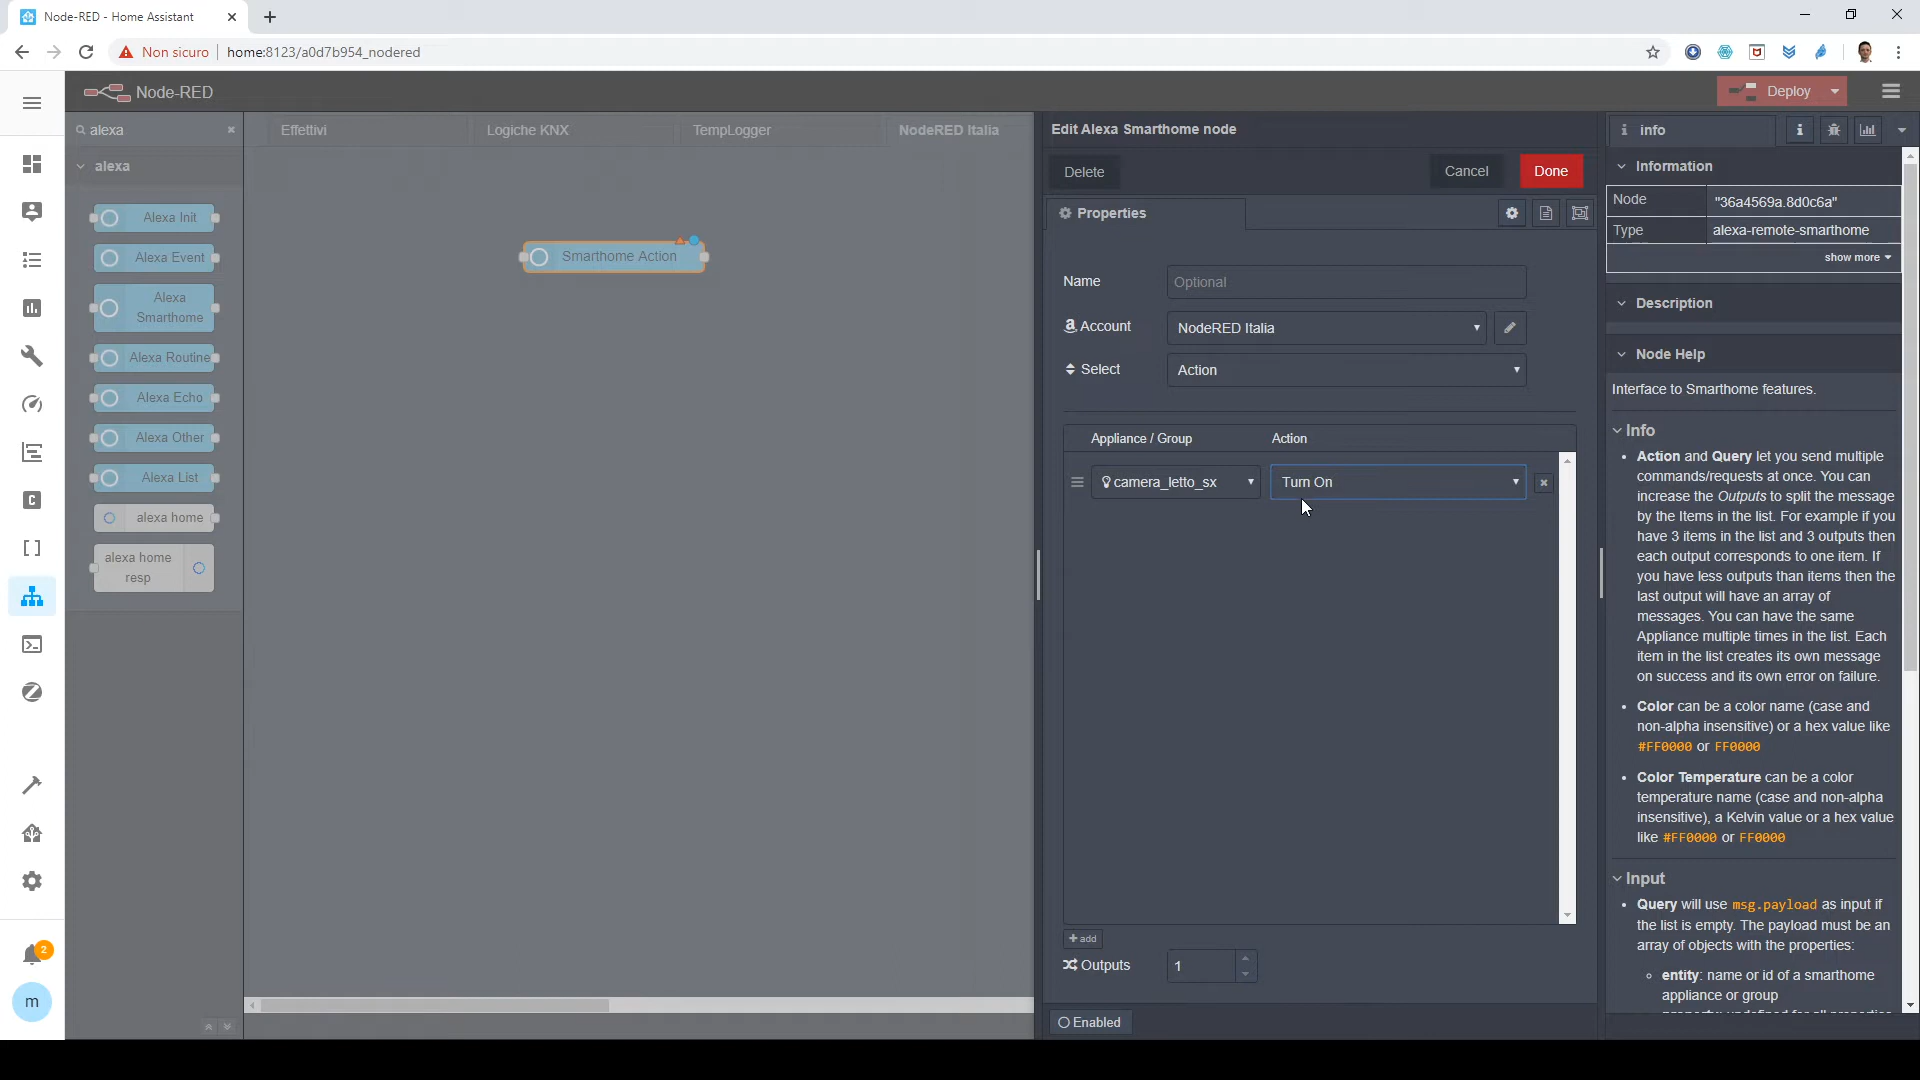 Node-RED - Home Assistant
Non sicuro
home:8123/a0d7b954_nodered
Node-RED
Deploy
alexa
Effettivi
Logiche KNX
TempLogger
NodeRED Italia
Edit Alexa Smarthome node
info
alexa
Delete
Cancel
Done
Information
Node
"36a4569a.8d0c6a"
Type
alexa-remote-smarthome
show more
Alexa Init
Alexa Event
Alexa
Smarthome
Alexa Routine
Alexa Echo
Alexa Other
Alexa List
alexa home
alexa home
resp
Smarthome Action
Properties
Name
Optional
Account
NodeRED Italia
Select
Action
Appliance / Group
Action
camera_letto_sx
Turn On
add
Outputs
1
Enabled
Description
Node Help
Interface to Smarthome features.
Info
Action and Query let you send multiple
commands/requests at once. You can
increase the Outputs to split the message
by the Items in the list. For example if you
have 3 items in the list and 3 outputs then
each output corresponds to one item. If
you have less outputs than items then the
last output will have an array of
messages. You can have the same
Appliance multiple times in the list. Each
item in the list creates its own message
on success and its own error on failure.
Color can be a color name (case and
non-alpha insensitive) or a hex value like
#FF0000 or FF0000
Color Temperature can be a color
temperature name (case and non-alpha
insensitive), a Kelvin value or a hex value
like #FF0000 or FF0000
Input
Query will use msg.payload as input if
the list is empty. The payload must be an
array of objects with the properties:
entity: name or id of a smarthome
appliance or group
2
m